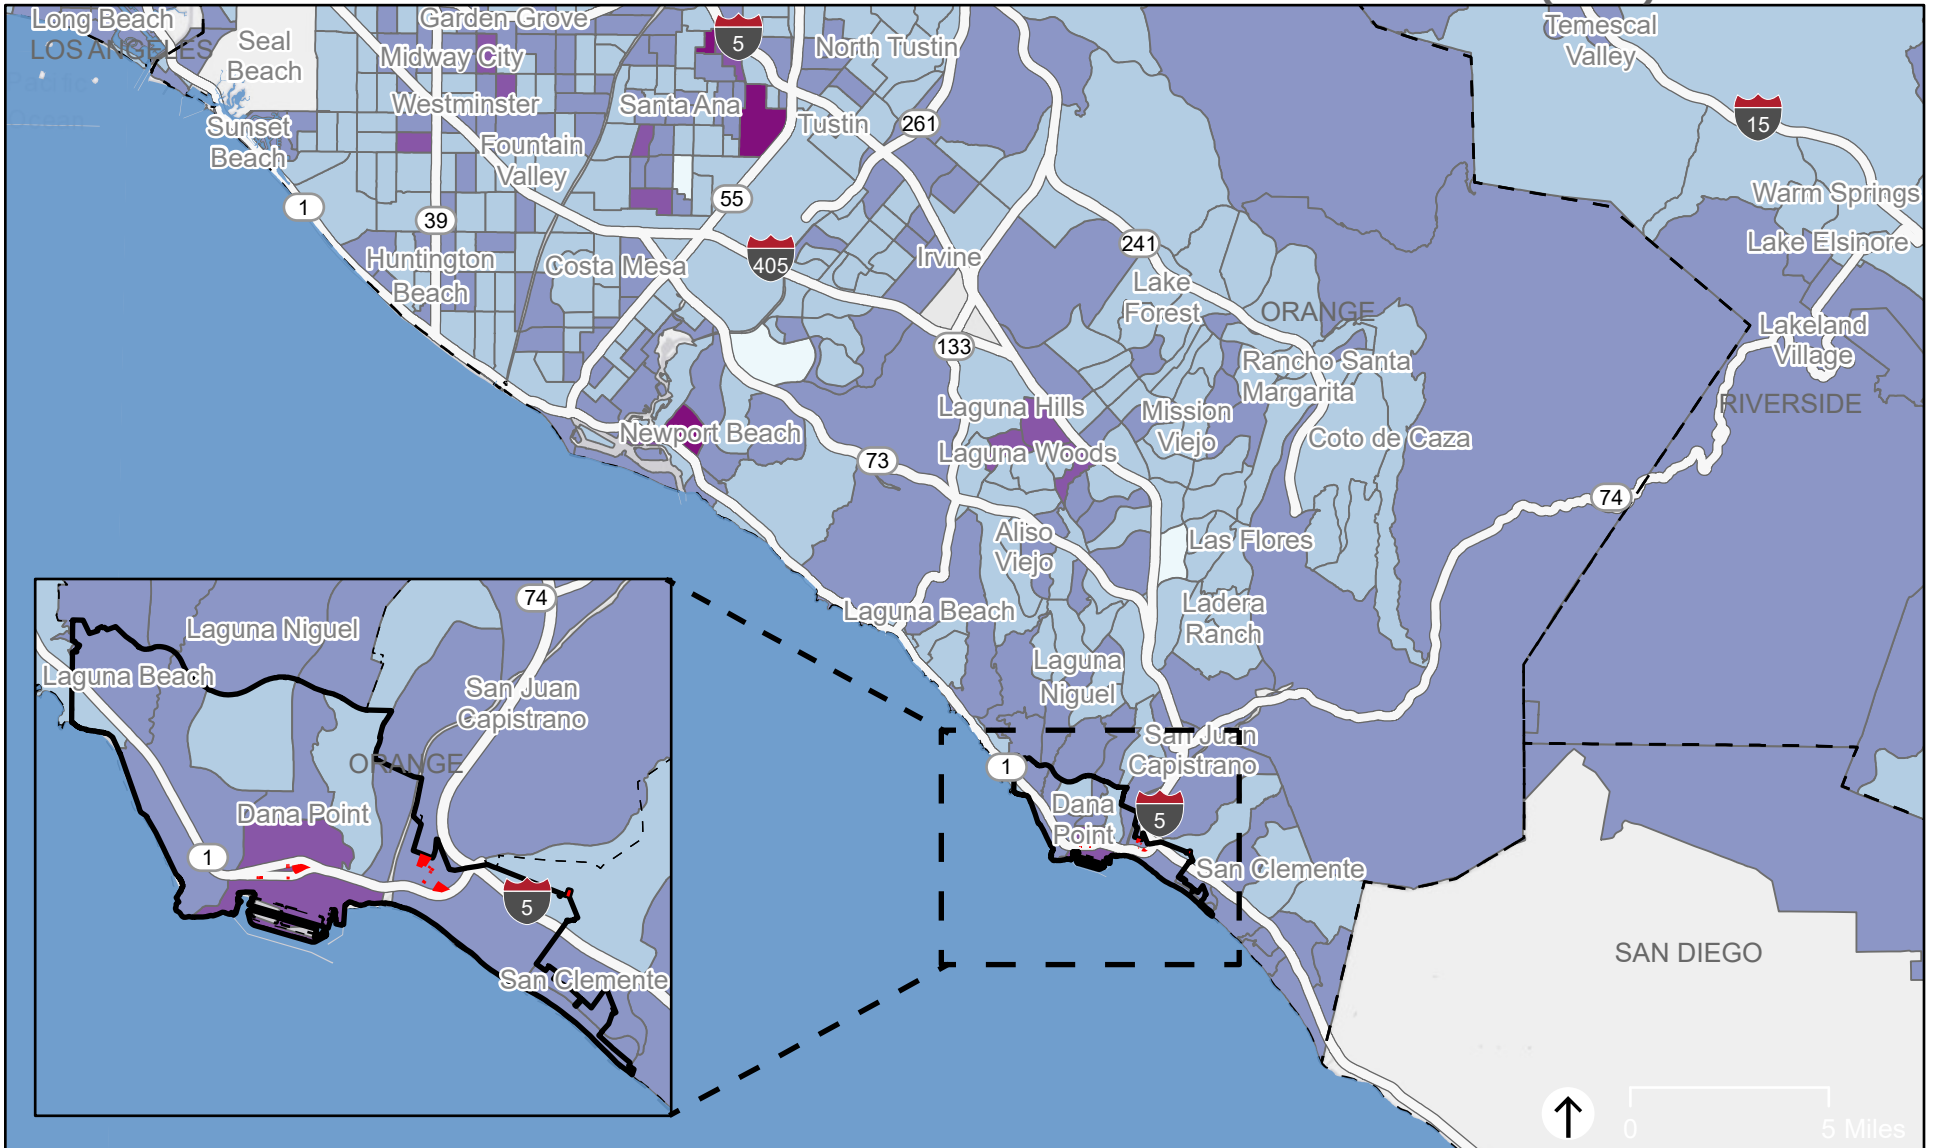 Long Beach
LOS ANGELES
Pacific
Ocean
Seal
Beach
Sunset
Beach
Garden Grove
Midway City
Westminster
Fountain
Valley
Santa Ana
5
North Tustin
Tustin
261
55
1
39
Huntington
Beach
Costa Mesa
405
Irvine
241
Lake
Forest
ORANGE
133
Rancho Santa
Margarita
Laguna Hills
Mission
Viejo
Newport Beach
Laguna Woods
Coto de Caza
73
74
Aliso
Viejo
Las Flores
Laguna Beach
Ladera
Ranch
Laguna
Niguel
San Juan
Capistrano
1
Dana
Point
5
San Clemente
Temescal
Valley
15
Warm Springs
Lake Elsinore
Lakeland
Village
RIVERSIDE
SAN DIEGO
74
Laguna Niguel
Laguna Beach
San Juan
Capistrano
ORANGE
Dana Point
1
5
San Clemente
0
5 Miles